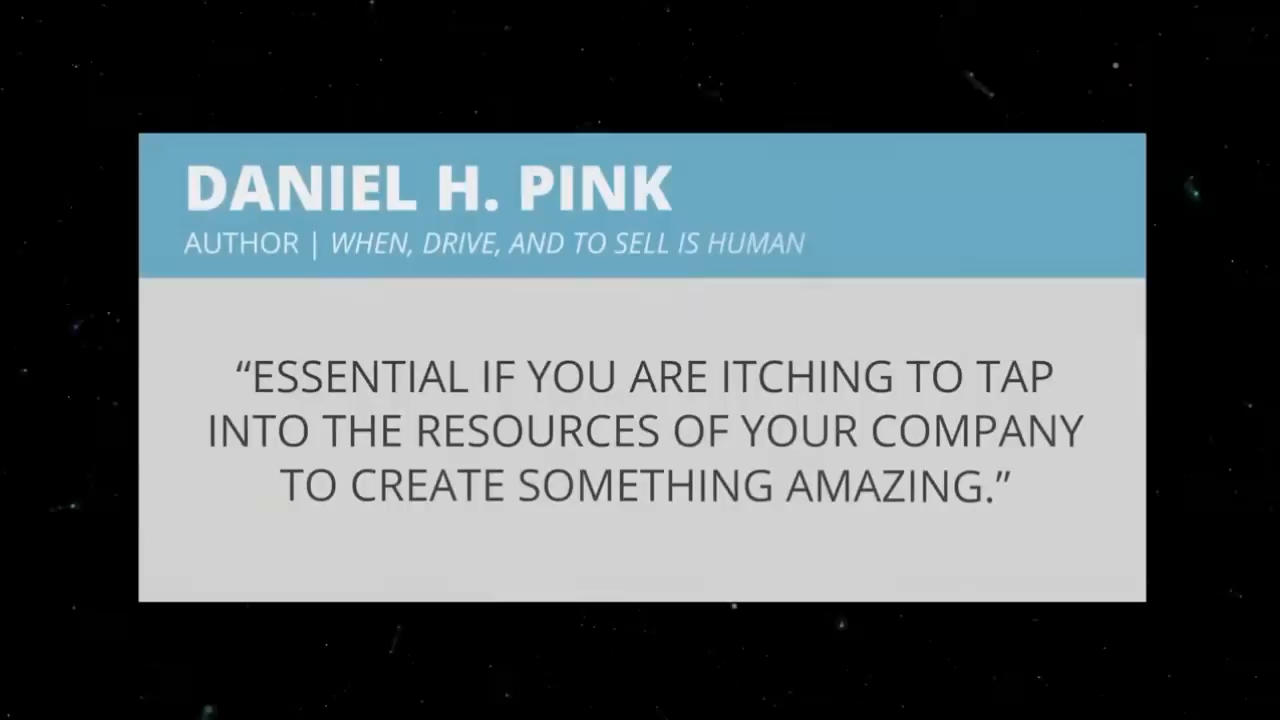 DANIEL H. PINK
AUTHOR | WHEN, DRIVE, AND TO SELL IS HUMAN
“ESSENTIAL IF YOU ARE ITCHING TO TAP
INTO THE RESOURCES OF YOUR COMPANY
TO CREATE SOMETHING AMAZING.”